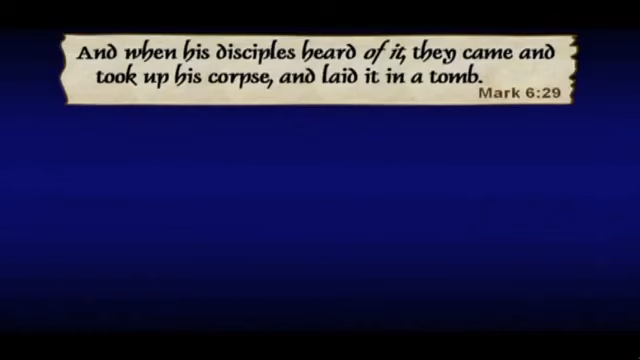 And when his disciples heard of it, they came and
took up his corpse, and laid it in a tomb.
Mark 6:29